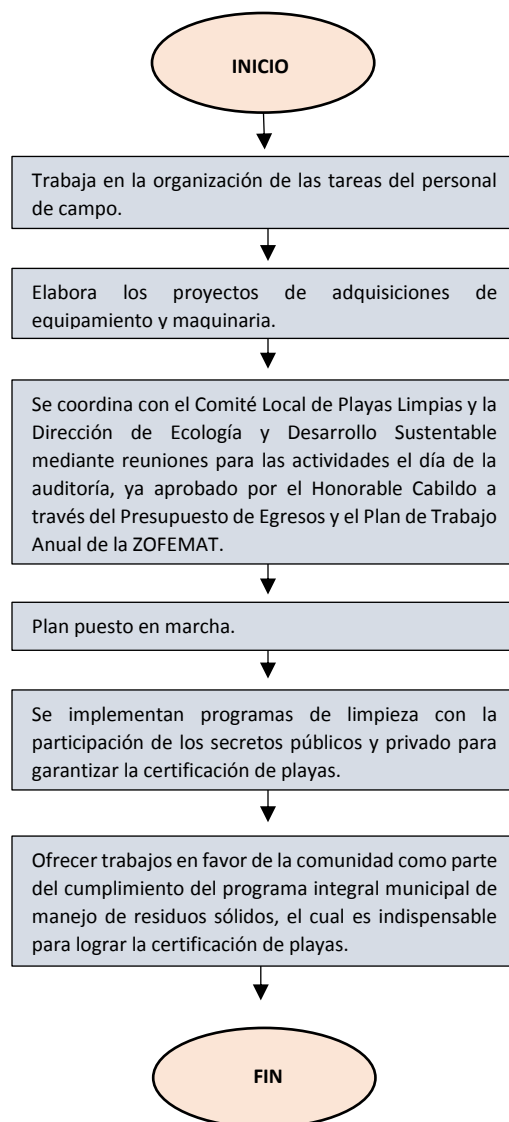 INICIO
Trabaja en la organización de las tareas del personal
de campo.
Elabora los proyectos de adquisiciones de
equipamiento y maquinaria.
Se coordina con el Comité Local de Playas Limpias y la
Dirección de Ecología y Desarrollo Sustentable
mediante reuniones para las actividades el día de la
auditoría, ya aprobado por el Honorable Cabildo a
través del Presupuesto de Egresos y el Plan de Trabajo
Anual de la ZOFEMAT.
Plan puesto en marcha.
Se implementan programas de limpieza con la
participación de los secretos públicos y privado para
garantizar la certificación de playas.
Ofrecer trabajos en favor de la comunidad como parte
del cumplimiento del programa integral municipal de
manejo de residuos sólidos, el cual es indispensable
para lograr la certificación de playas.
FIN